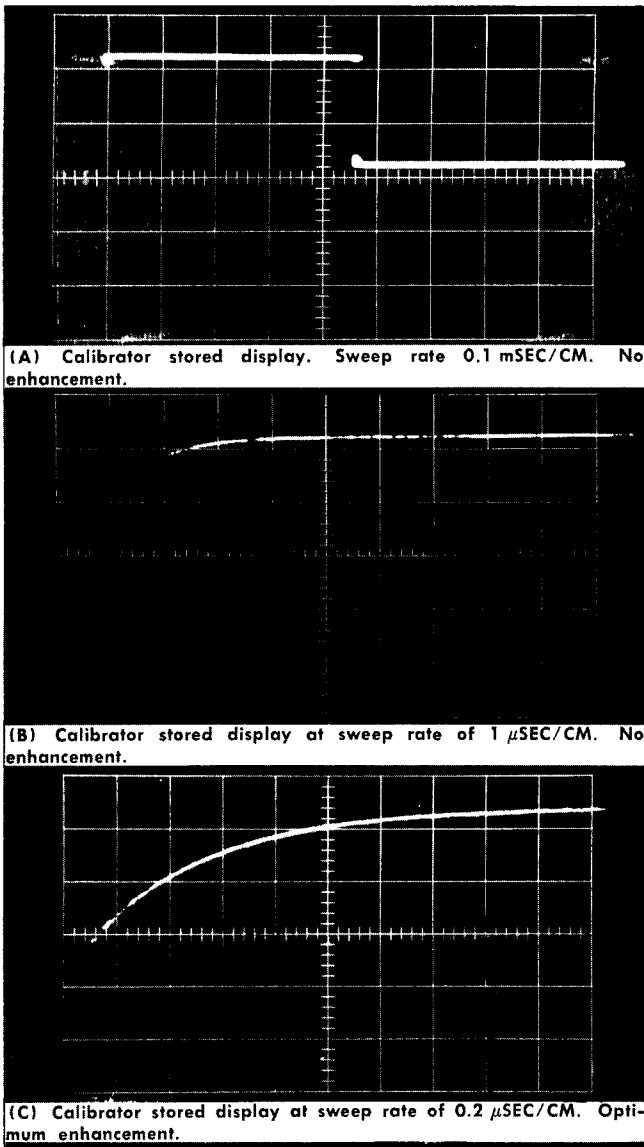 (A) Calibrator stored display. Sweep rate 0.1 mSEC/CM. No
enhancement.
(B) Calibrator stored display at sweep rate of 1 μSEC/CM. No
enhancement.
(C) Calibrator stored display at sweep rate of 0.2 μSEC/CM. Opti-
mum enhancement.